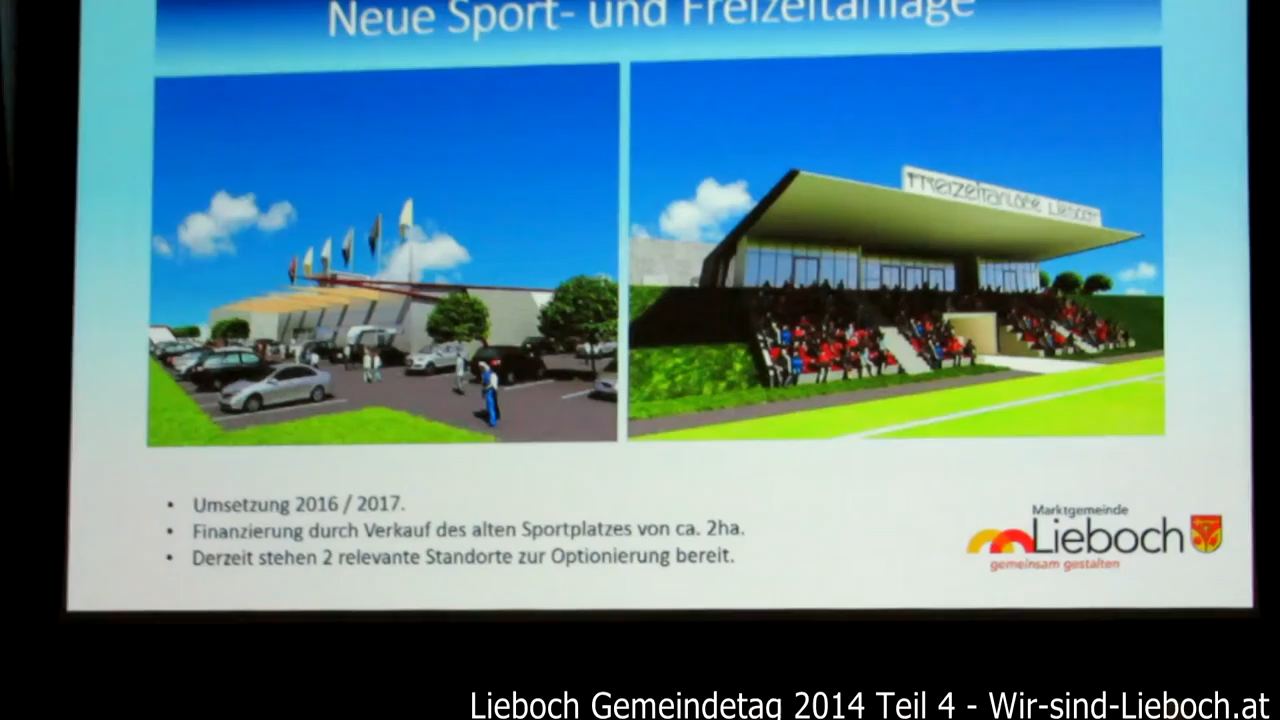 Neue Sport- und Freizeitanlage
Freizeitanlage Lieboch
• Umsetzung 2016 / 2017.
• Finanzierung durch Verkauf des alten Sportplatzes von ca. 2ha.
• Derzeit stehen 2 relevante Standorte zur Optionierung bereit.
Marktgemeinde
Lieboch
gemeinsam gestalten
Lieboch Gemeindetag 2014 Teil 4 - Wir-sind-Lieboch.at